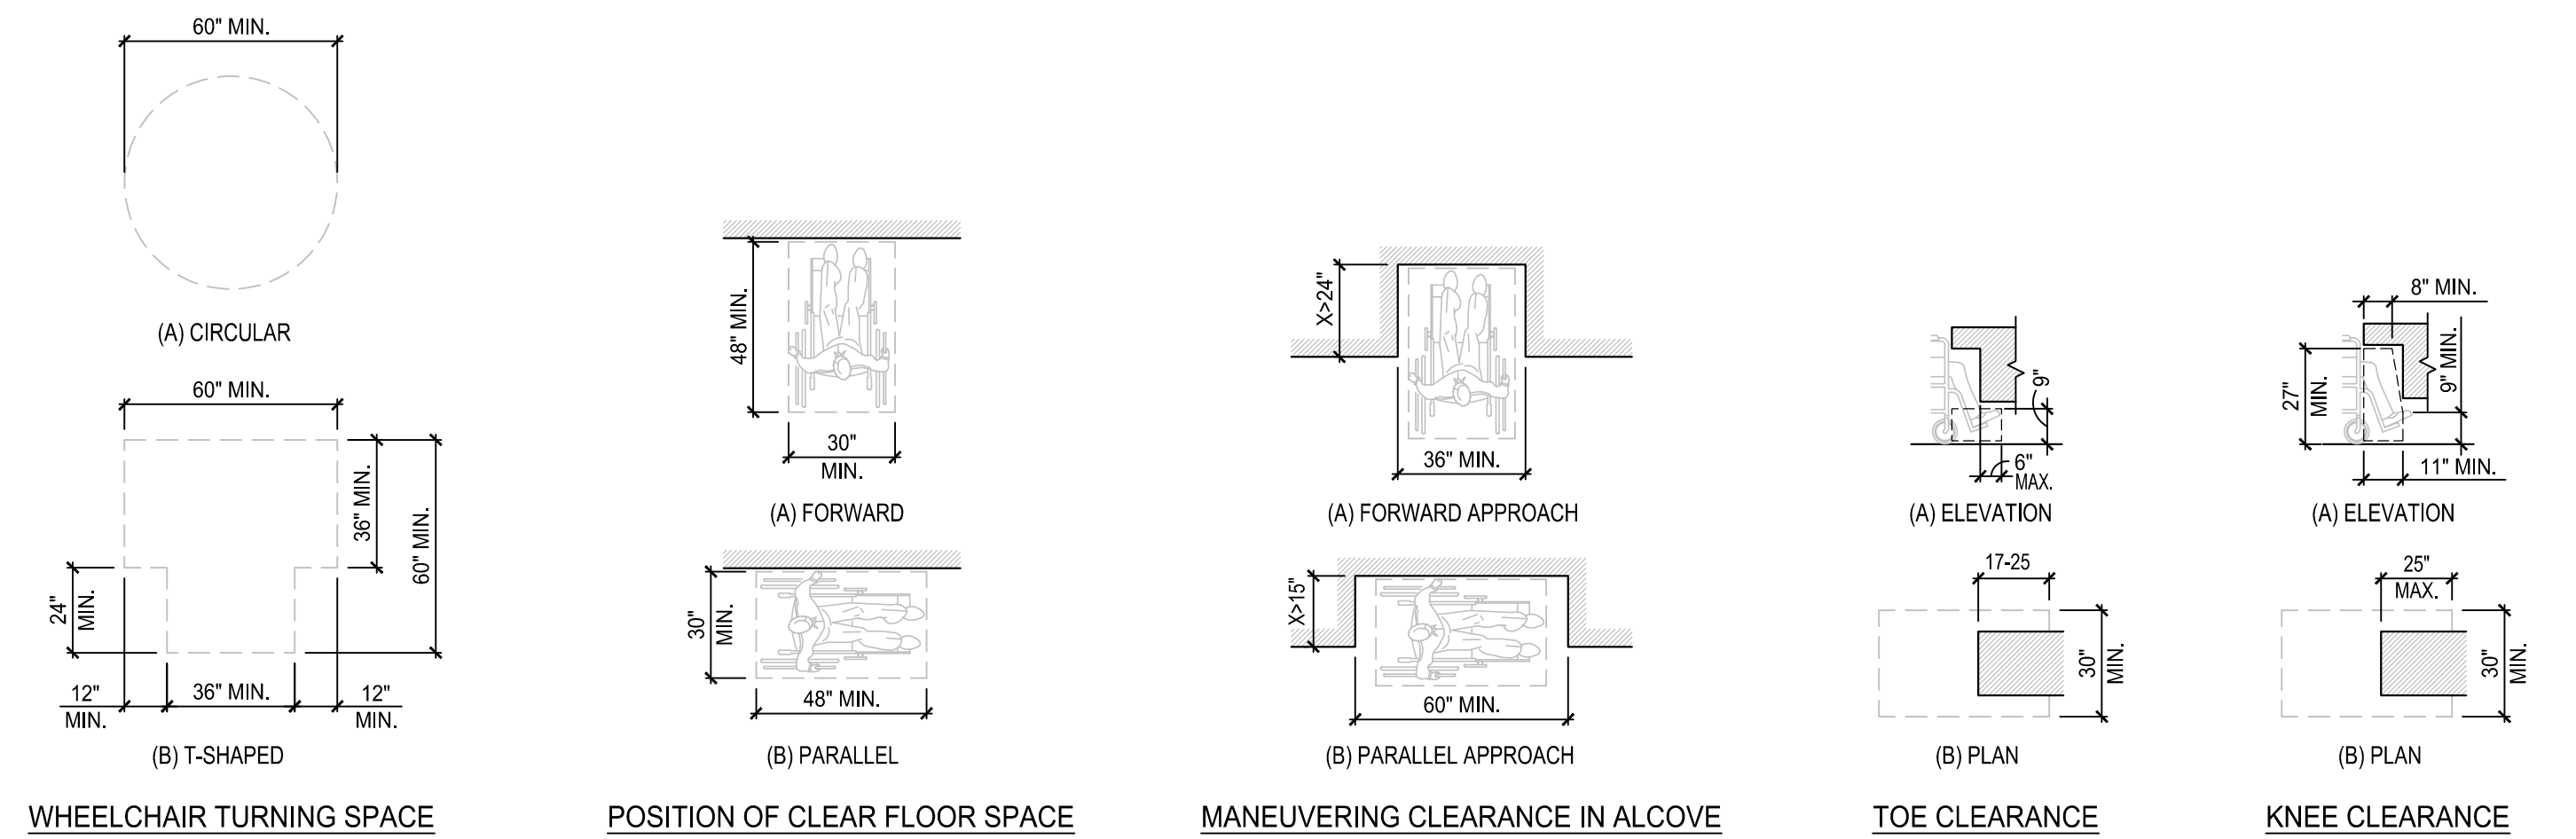 60" MIN.
(A) CIRCULAR
60" MIN.
36" MIN.
60" MIN.
24"
MIN.
12"
MIN.
36" MIN.
12"
MIN.
(B) T-SHAPED
WHEELCHAIR TURNING SPACE
48" MIN.
30"
MIN.
(A) FORWARD
30"
MIN.
48" MIN.
(B) PARALLEL
POSITION OF CLEAR FLOOR SPACE
X>24"
36" MIN.
(A) FORWARD APPROACH
X>15"
60" MIN.
(B) PARALLEL APPROACH
MANEUVERING CLEARANCE IN ALCOVE
9"
6"
MAX.
(A) ELEVATION
17-25
30"
MIN.
(B) PLAN
TOE CLEARANCE
8" MIN.
27"
MIN.
9" MIN.
11" MIN.
(A) ELEVATION
25"
MAX.
30"
MIN.
(B) PLAN
KNEE CLEARANCE